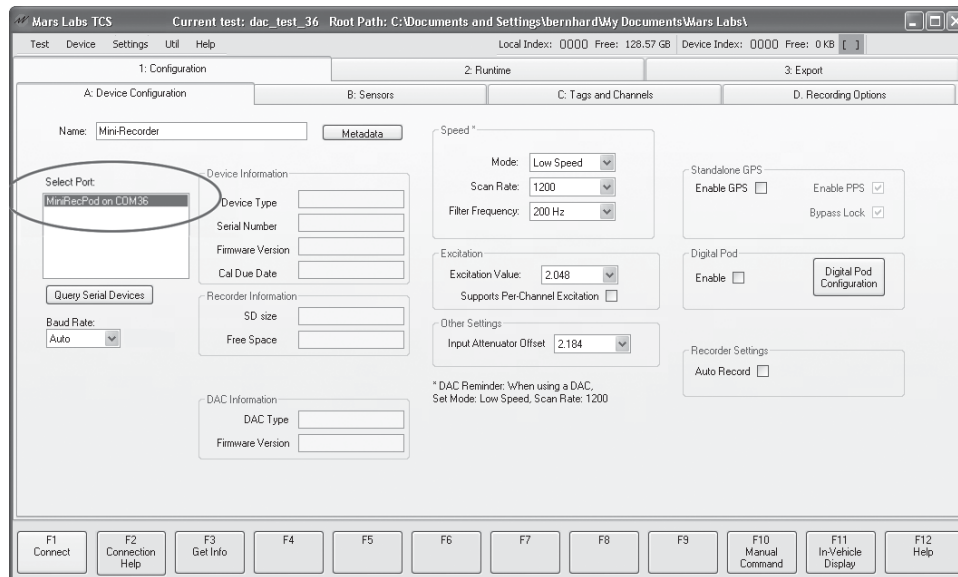 Mars Labs TCS Current test: dac_test_36 Root Path: C:\Documents and Settings\bernhard\My Documents\Mars Labs\
Test Device Settings Util Help Local Index: 0000 Free: 128.57 GB Device Index: 0000 Free: 0 KB [ ]
1: Configuration 2: Runtime 3: Export
A: Device Configuration B: Sensors C: Tags and Channels D. Recording Options
Name: Mini-Recorder Metadata
Select Port:
MiniRecPod on COM36
Query Serial Devices
Baud Rate:
Auto
Device Information
Device Type
Serial Number
Firmware Version
Cal Due Date
Recorder Information
SD size
Free Space
DAC Information
DAC Type
Firmware Version
Speed *
Mode: Low Speed
Scan Rate: 1200
Filter Frequency: 200 Hz
Excitation
Excitation Value: 2.048
Supports Per-Channel Excitation
Other Settings
Input Attenuator Offset 2.184
* DAC Reminder: When using a DAC,
Set Mode: Low Speed, Scan Rate: 1200
Standalone GPS
Enable GPS Enable PPS
Bypass Lock
Digital Pod
Enable Digital Pod
Configuration
Recorder Settings
Auto Record
F1
Connect
F2
Connection
Help
F3
Get Info
F4
F5
F6
F7
F8
F9
F10
Manual
Command
F11
In-Vehicle
Display
F12
Help